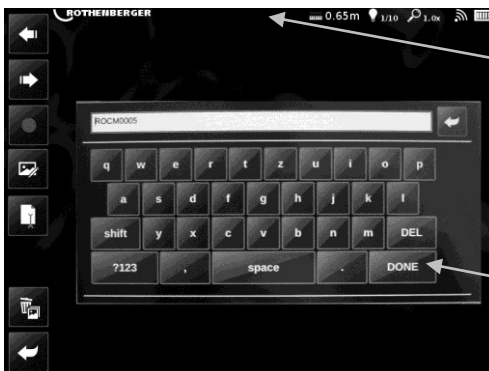 ROTHENBERGER 0.65m 1/10 1.0x
ROCM0005
q w e r t z u i o p
a s d f g h j k l
shift y x c v b n m DEL
?123 , space . DONE